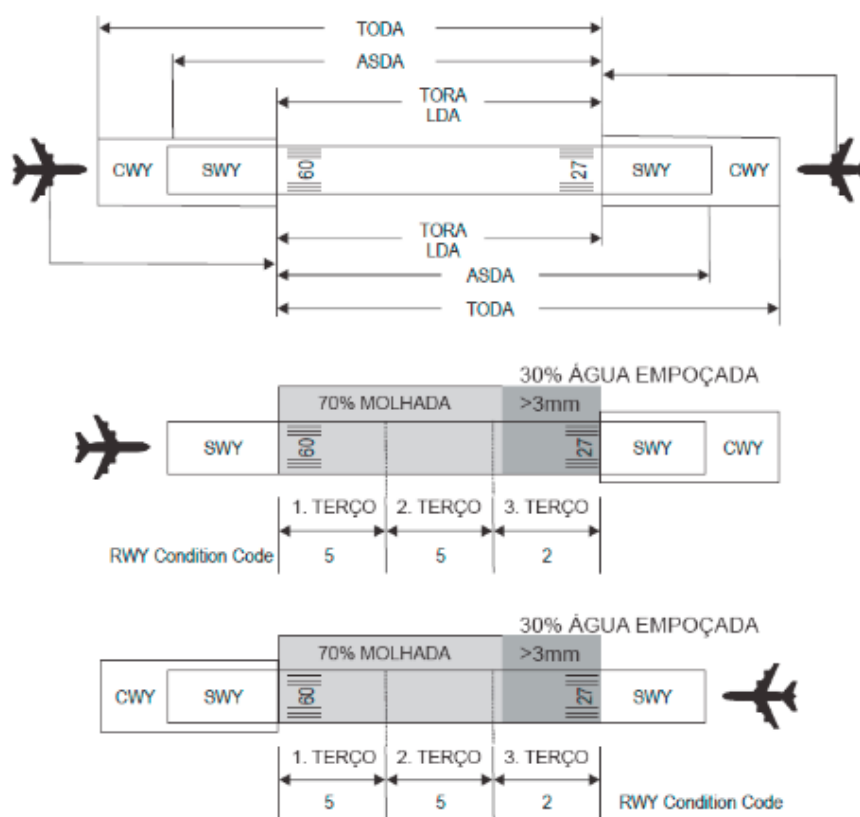 TODA
ASDA
TORA
LDA
CWY SWY 09 27 SWY CWY
TORA
LDA
ASDA
TODA
30% ÁGUA EMPOÇADA
70% MOLHADA >3mm
SWY 09 27 SWY CWY
1. TERÇO 2. TERÇO 3. TERÇO
RWY Condition Code 5 5 2
30% ÁGUA EMPOÇADA
70% MOLHADA >3mm
CWY SWY 09 27 SWY
1. TERÇO 2. TERÇO 3. TERÇO
5 5 2 RWY Condition Code